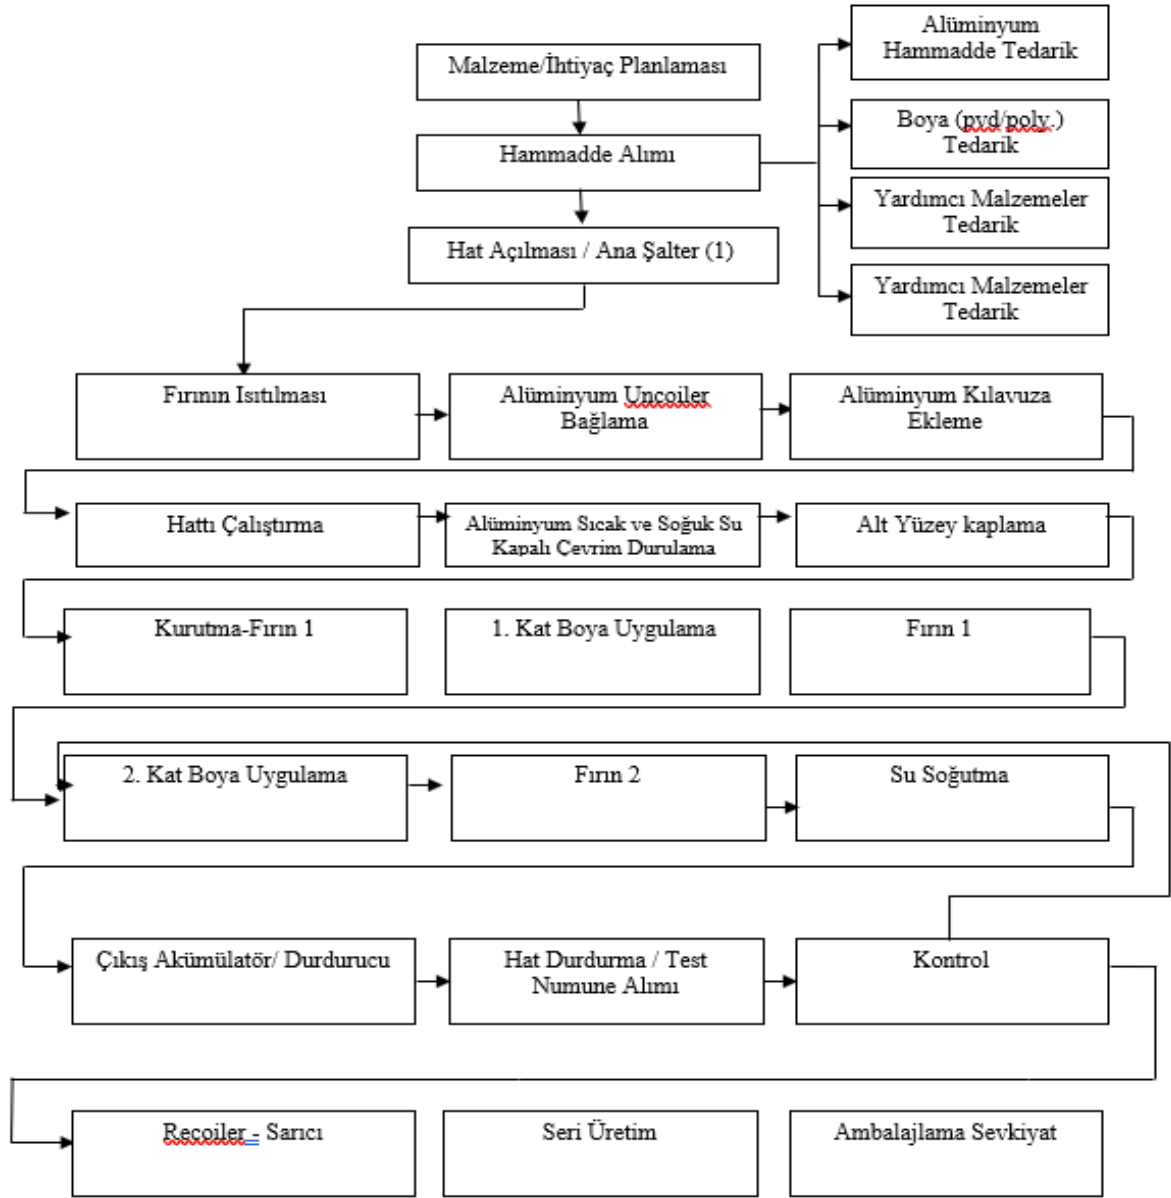 Alüminyum
Hammadde Tedarik
Malzeme/İhtiyaç Planlaması
Boya (pvd/poly.)
Tedarik
Hammadde Alımı
Yardımcı Malzemeler
Tedarik
Hat Açılması / Ana Şalter (1)
Yardımcı Malzemeler
Tedarik
Fırının Isıtılması
Alüminyum Uncoiler
Bağlama
Alüminyum Kılavuza
Ekleme
Hattı Çalıştırma
Alüminyum Sıcak ve Soğuk Su
Kapalı Çevrim Durulama
Alt Yüzey kaplama
Kurutma-Fırın 1
1. Kat Boya Uygulama
Fırın 1
2. Kat Boya Uygulama
Fırın 2
Su Soğutma
Çıkış Akümülatör/ Durdurucu
Hat Durdurma / Test
Numune Alımı
Kontrol
Recoiler - Sarıcı
Seri Üretim
Ambalajlama Sevkiyat